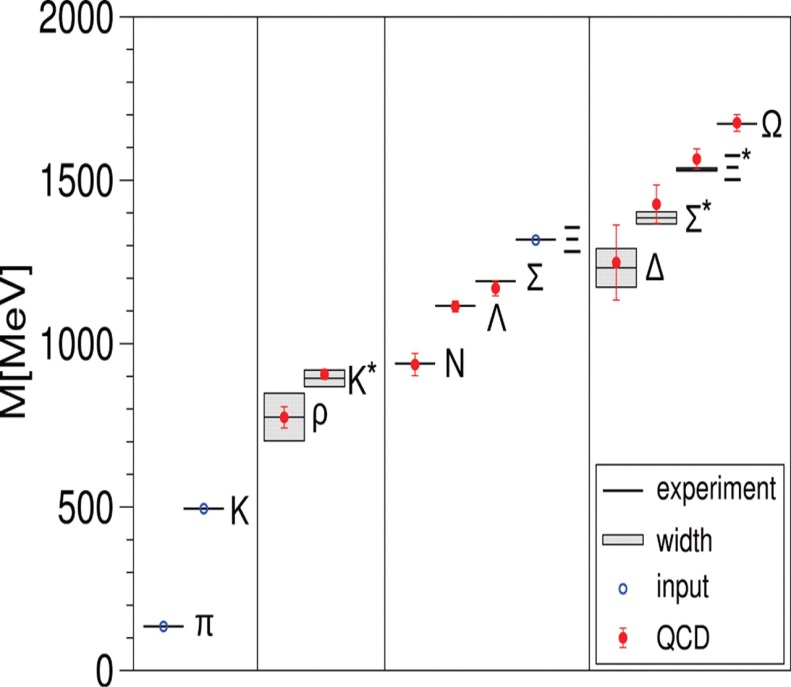 2000
1500
1000
500
0
M[MeV]
π
K
ρ
K*
N
Λ
Σ
Ξ
Δ
Σ*
Ξ*
Ω
experiment
width
input
QCD